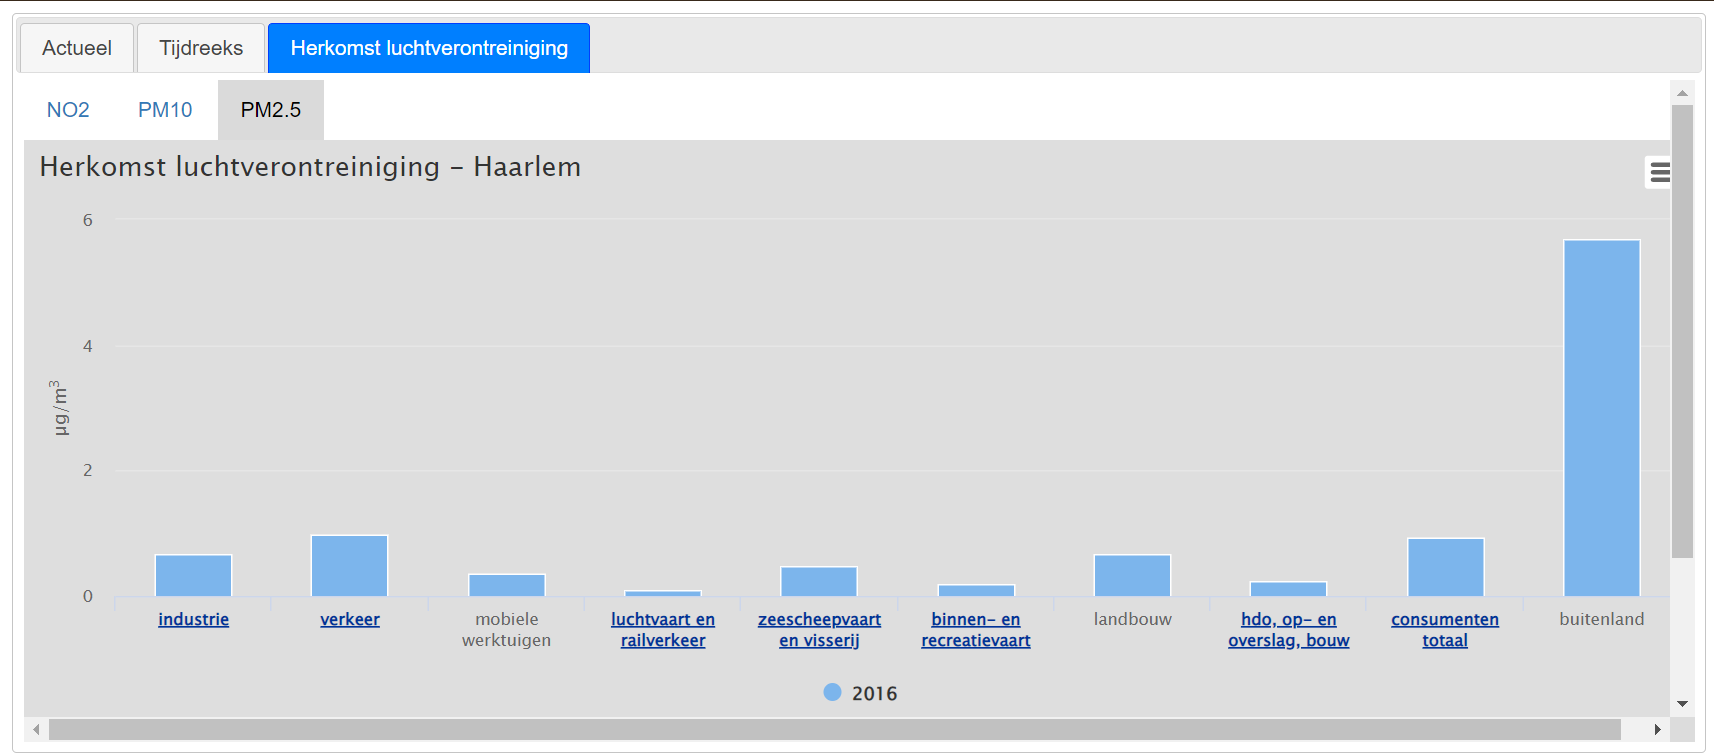 Actueel Tijdreeks Herkomst luchtverontreiniging
NO2 PM10 PM2.5
Herkomst luchtverontreiniging - Haarlem
6
4
µg/m³
2
0
industrie
verkeer
mobiele
werktuigen
luchtvaart en
railverkeer
zeescheepvaart
en visserij
binnen- en
recreatievaart
landbouw
hdo, op- en
overslag, bouw
consumenten
totaal
buitenland
2016